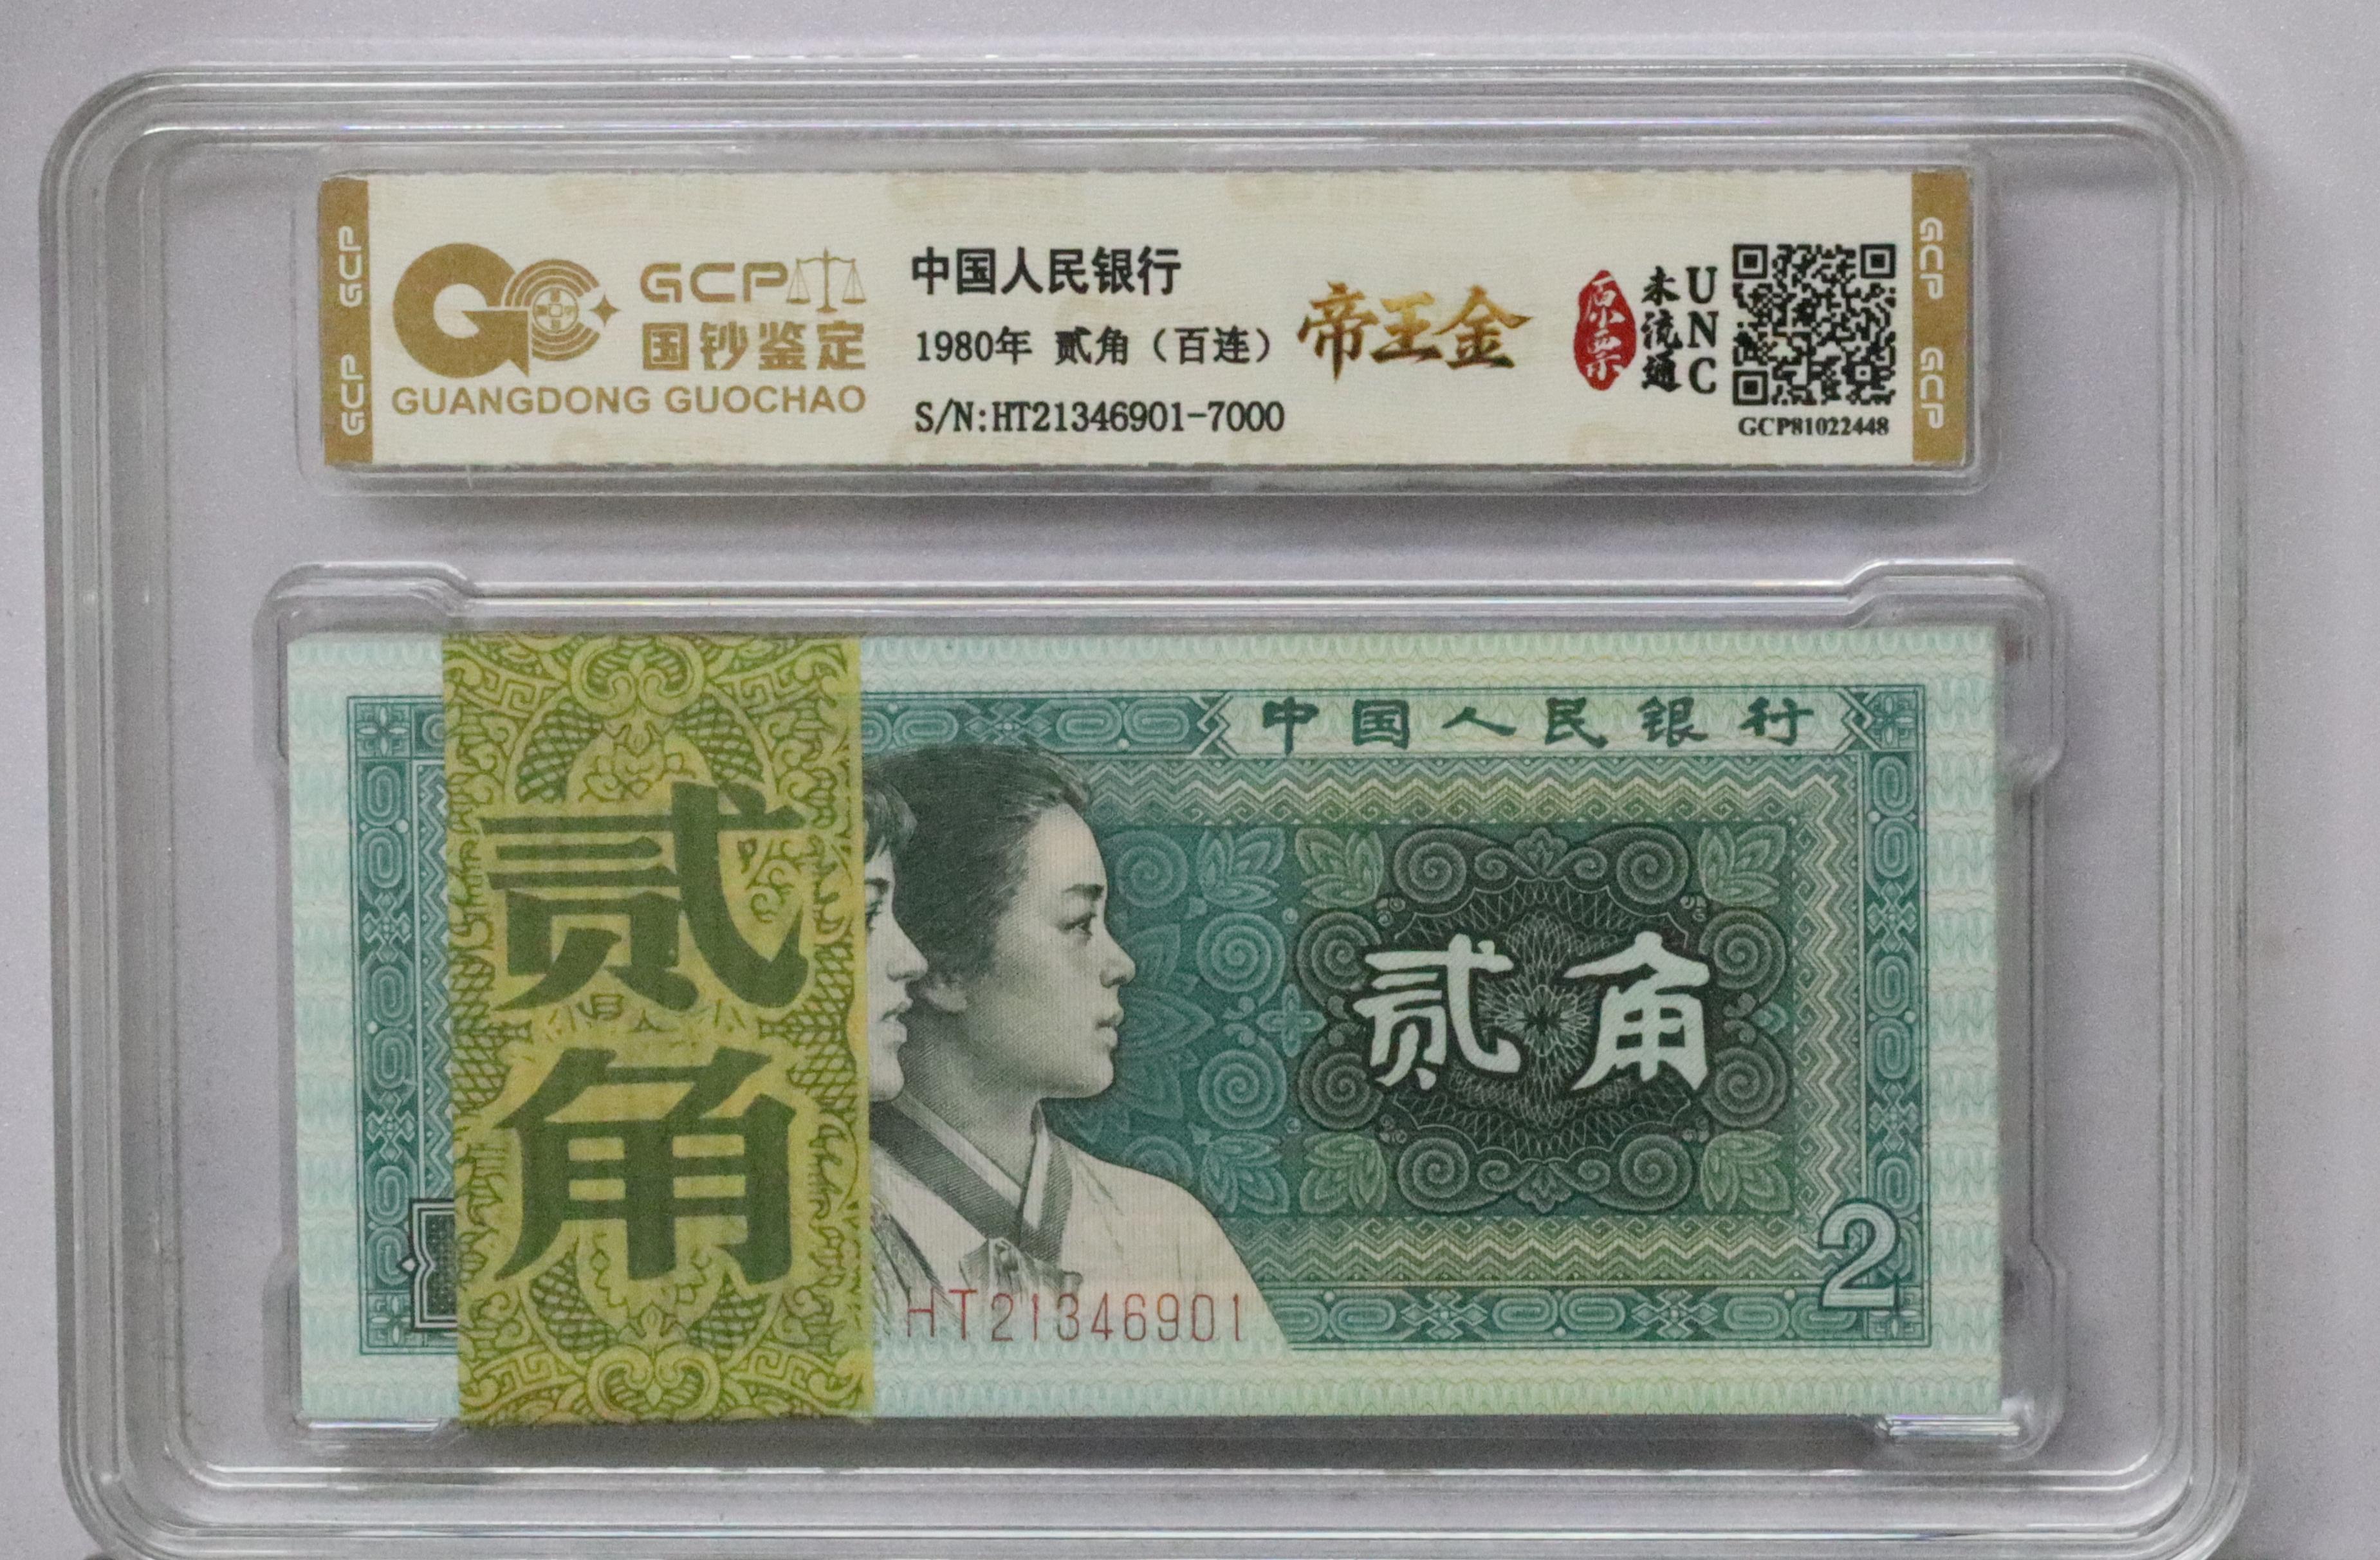 GCP
GCP
GCP
国钞鉴定
GUANGDONG GUOCHAO
中国人民银行
1980年 贰角（百连）
S/N:HT21346901-7000
帝王金
原票
未流通
UNC
GCP81022448
GCP
GCP
中国人民银行
贰角
贰角
HT21346901
2